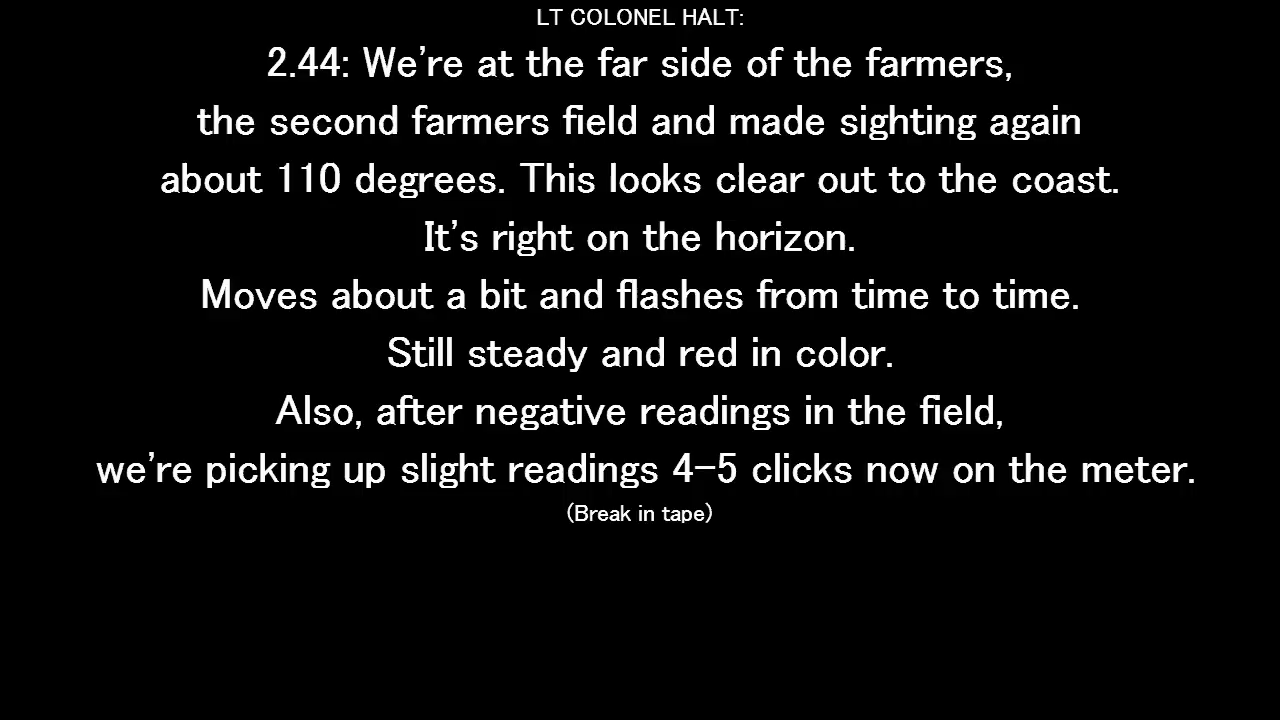 LT COLONEL HALT:
2.44: We’re at the far side of the farmers,
the second farmers field and made sighting again
about 110 degrees. This looks clear out to the coast.
It’s right on the horizon.
Moves about a bit and flashes from time to time.
Still steady and red in color.
Also, after negative readings in the field,
we’re picking up slight readings 4-5 clicks now on the meter.
(Break in tape)